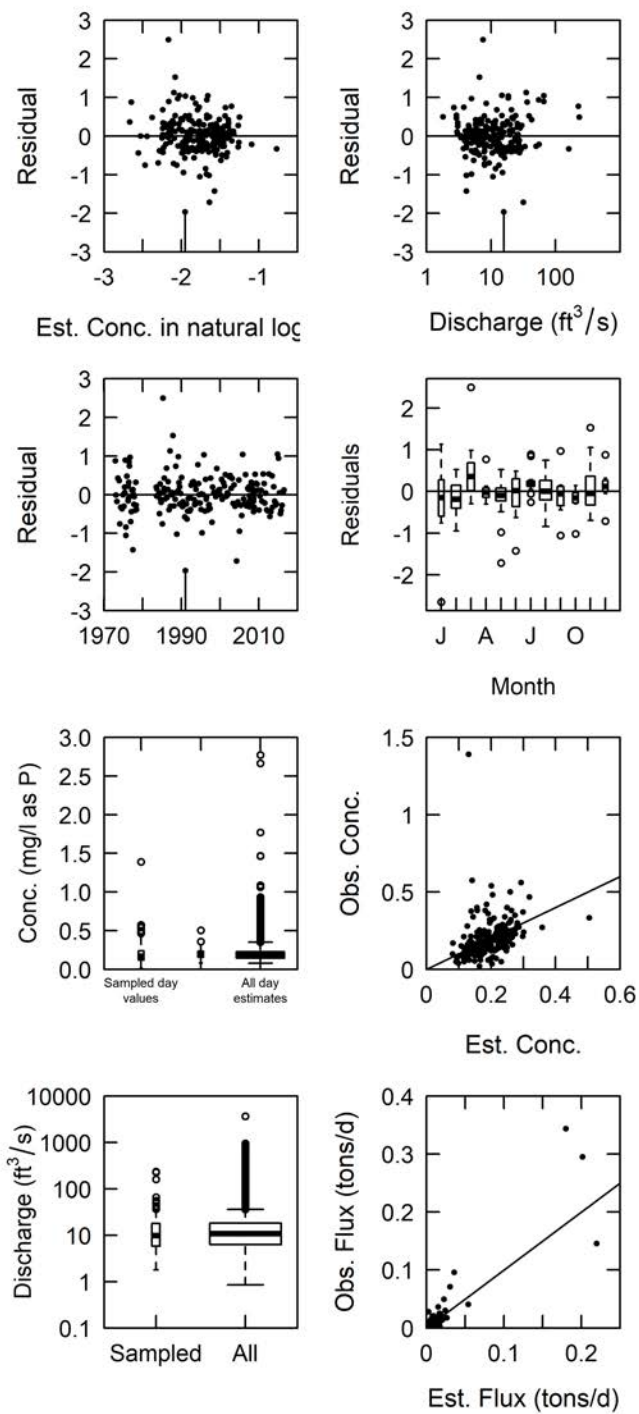 3
2
1
0
-1
-2
-3
Residual
-3
-2
-1
Est. Conc. in natural log
3
2
1
0
-1
-2
-3
Residual
1
10
100
Discharge (ft³/s)
3
2
1
0
-1
-2
-3
Residual
1970
1990
2010
2
1
0
-1
-2
Residuals
J
A
J
O
Month
3.0
2.5
2.0
1.5
1.0
0.5
0.0
Conc. (mg/l as P)
Sampled day
values
All day
estimates
1.5
1
0.5
0
Obs. Conc.
0
0.2
0.4
0.6
Est. Conc.
10000
1000
100
10
1
0.1
Discharge (ft³/s)
Sampled
All
0.4
0.3
0.2
0.1
0
Obs. Flux (tons/d)
0
0.1
0.2
Est. Flux (tons/d)